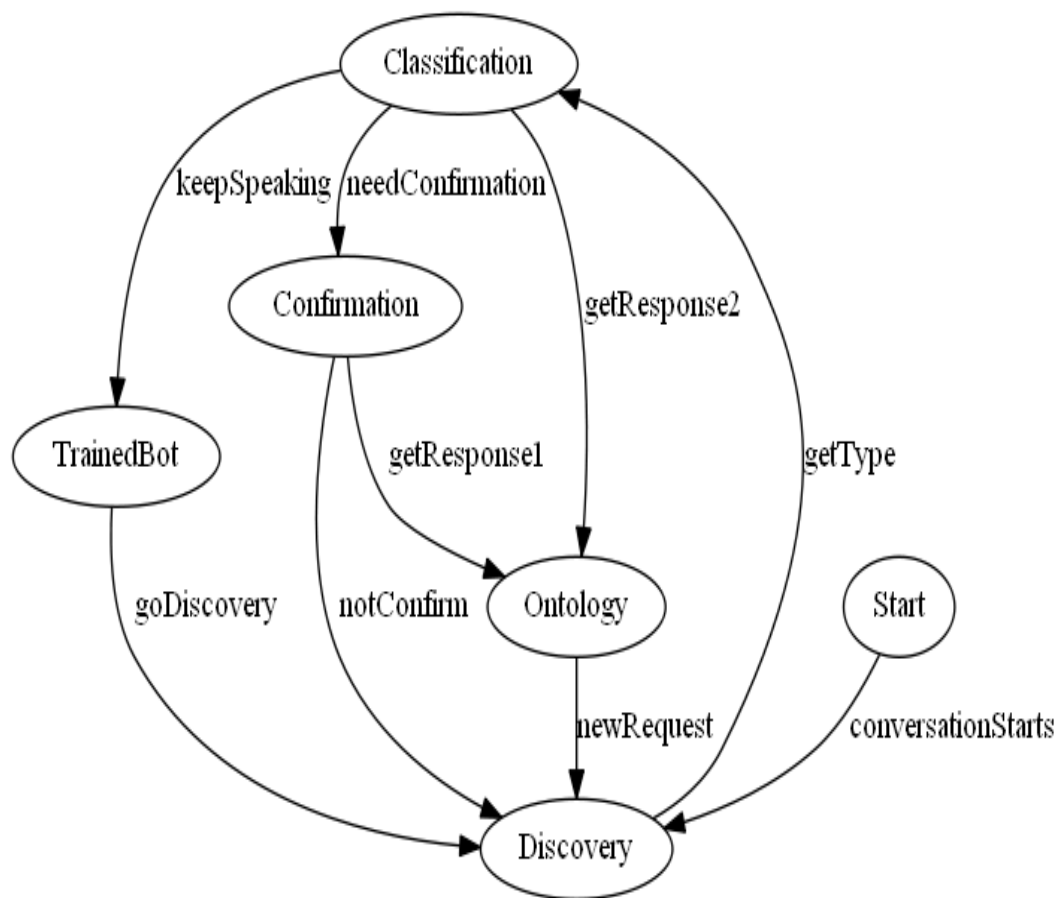 Classification
keepSpeaking
needConfirmation
Confirmation
getResponse2
TrainedBot
getResponse1
getType
goDiscovery
notConfirm
Ontology
Start
newRequest
conversationStarts
Discovery